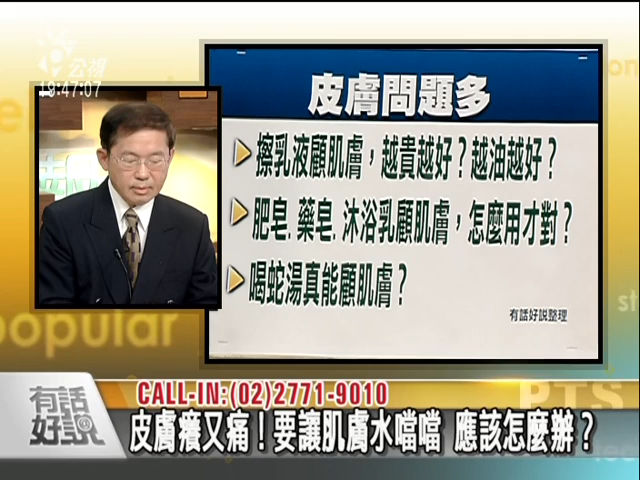 公視
19:47:07
皮膚問題多
擦乳液顧肌膚，越貴越好？越油越好？
肥皂.藥皂.沐浴乳顧肌膚，怎麼用才對？
喝蛇湯真能顧肌膚？
有話好說整理
popular
PTS
有話好說
CALL-IN:(02)2771-9010
皮膚癢又痛！要讓肌膚水噹噹 應該怎麼辦？